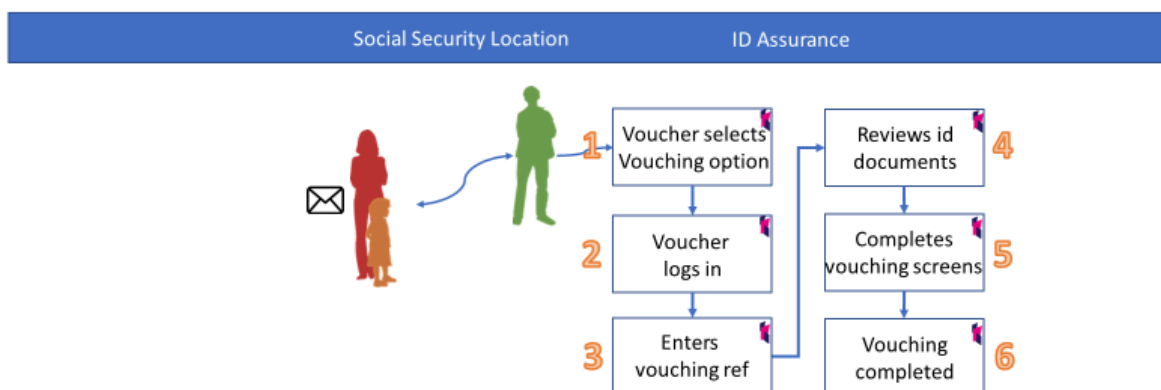 Social Security Location
ID Assurance
1
Voucher selects
Vouching option
2
Voucher
logs in
3
Enters
vouching ref
4
Reviews id
documents
5
Completes
vouching screens
6
Vouching
completed